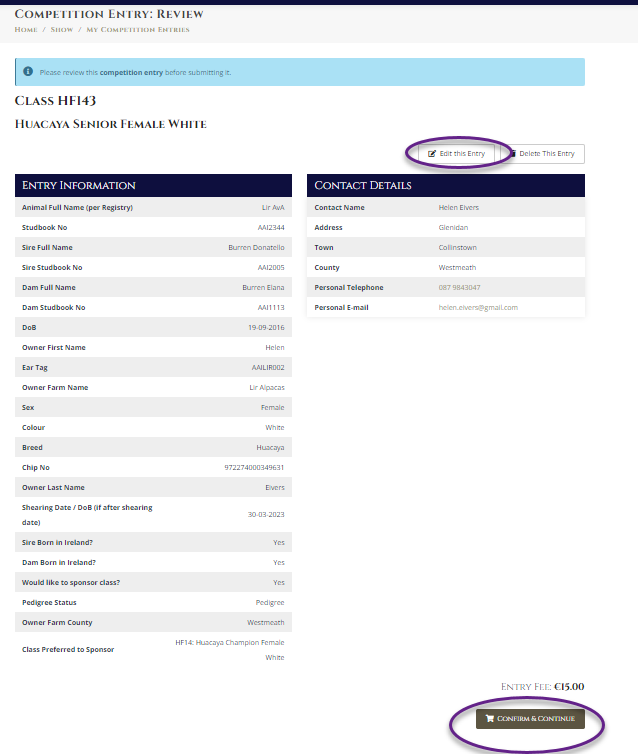 Competition Entry: Review
Home / Show / My Competition Entries
Please review this competition entry before submitting it.
Class HF143
Huacaya Senior Female White
Edit this Entry
Delete This Entry
Entry Information
Animal Full Name (per Registry) Lir AvA
Studbook No AAI2344
Sire Full Name Burren Donatello
Sire Studbook No AAI2005
Dam Full Name Burren Elana
Dam Studbook No AAI1113
DoB 19-09-2016
Owner First Name Helen
Ear Tag AAILIR002
Owner Farm Name Lir Alpacas
Sex Female
Colour White
Breed Huacaya
Chip No 972274000349631
Owner Last Name Eivers
Shearing Date / DoB (if after shearing
date) 30-03-2023
Sire Born in Ireland? Yes
Dam Born in Ireland? Yes
Would like to sponsor class? Yes
Pedigree Status Pedigree
Owner Farm County Westmeath
Class Preferred to Sponsor HF14: Huacaya Champion Female
White
Contact Details
Contact Name Helen Eivers
Address Glenidan
Town Collinstown
County Westmeath
Personal Telephone 087 9843047
Personal E-mail helen.eivers@gmail.com
Entry Fee: €15.00
Confirm & Continue